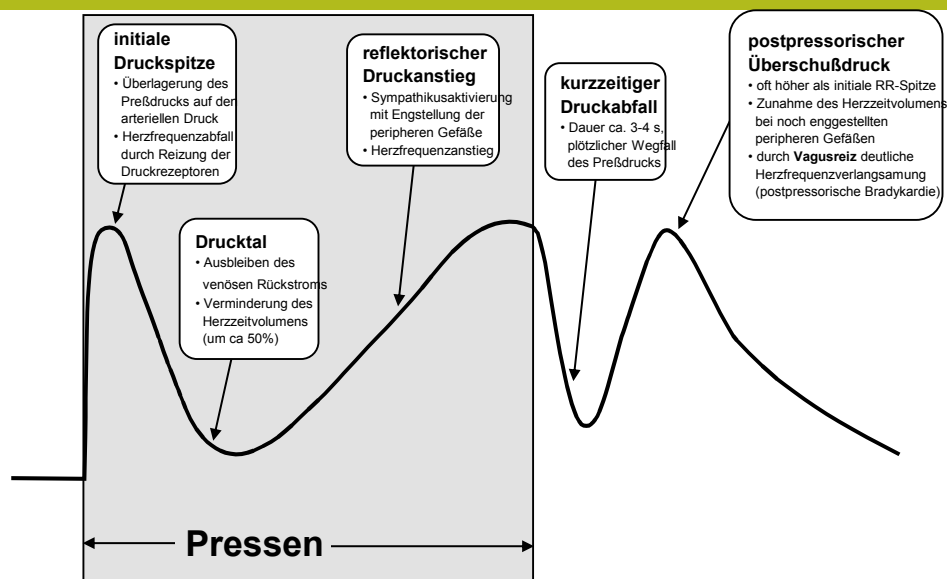 initiale
Druckspitze
• Überlagerung des
Preßdrucks auf den
arteriellen Druck
• Herzfrequenzabfall
durch Reizung der
Druckrezeptoren
Drucktal
• Ausbleiben des
venösen Rückstroms
• Verminderung des
Herzzeitvolumens
(um ca 50%)
reflektorischer
Druckanstieg
• Sympathikusaktivierung
mit Engstellung der
peripheren Gefäße
• Herzfrequenzanstieg
kurzzeitiger
Druckabfall
• Dauer ca. 3-4 s,
plötzlicher Wegfall
des Preßdrucks
postpressorischer
Überschußdruck
• oft höher als initiale RR-Spitze
• Zunahme des Herzzeitvolumens
bei noch enggestellten
peripheren Gefäßen
• durch Vagusreiz deutliche
Herzfrequenzverlangsamung
(postpressorische Bradykardie)
Pressen